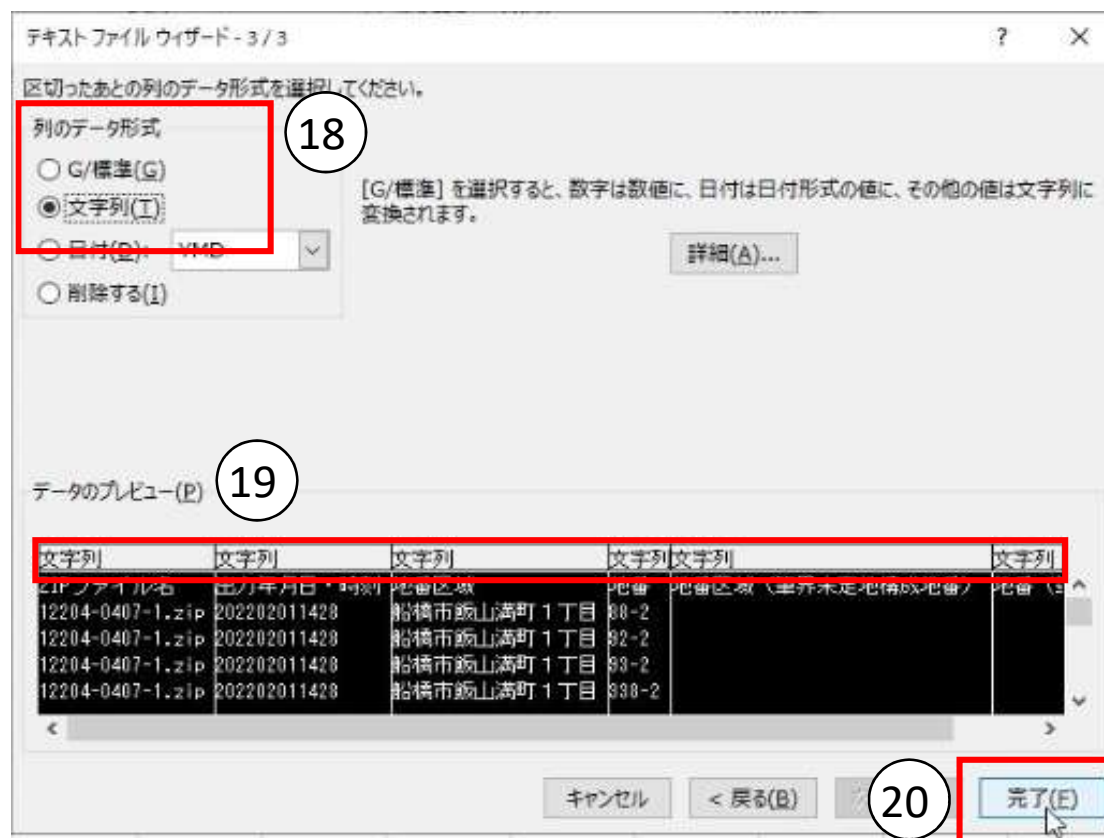 テキスト ファイル ウィザード - 3 / 3 ? ×
区切ったあとの列のデータ形式を選択してください。
列のデータ形式
18
G/標準(G)
文字列(T)
日付(D): YMD
削除する(I)
[G/標準] を選択すると、数字は数値に、日付は日付形式の値に、その他の値は文字列に
変換されます。
詳細(A)...
データのプレビュー(P)
19
文字列 文字列 文字列 文字列 文字列 文字列
ZIPファイル名 出力年月日・時刻 地番区域 地番 地番区域(筆界未定地構成地番) 地番
12204-0407-1.zip 202202011428 船橋市飯山満町1丁目 88-2
12204-0407-1.zip 202202011428 船橋市飯山満町1丁目 92-2
12204-0407-1.zip 202202011428 船橋市飯山満町1丁目 93-2
12204-0407-1.zip 202202011428 船橋市飯山満町1丁目 938-2
キャンセル < 戻る(B) 20 完了(F)